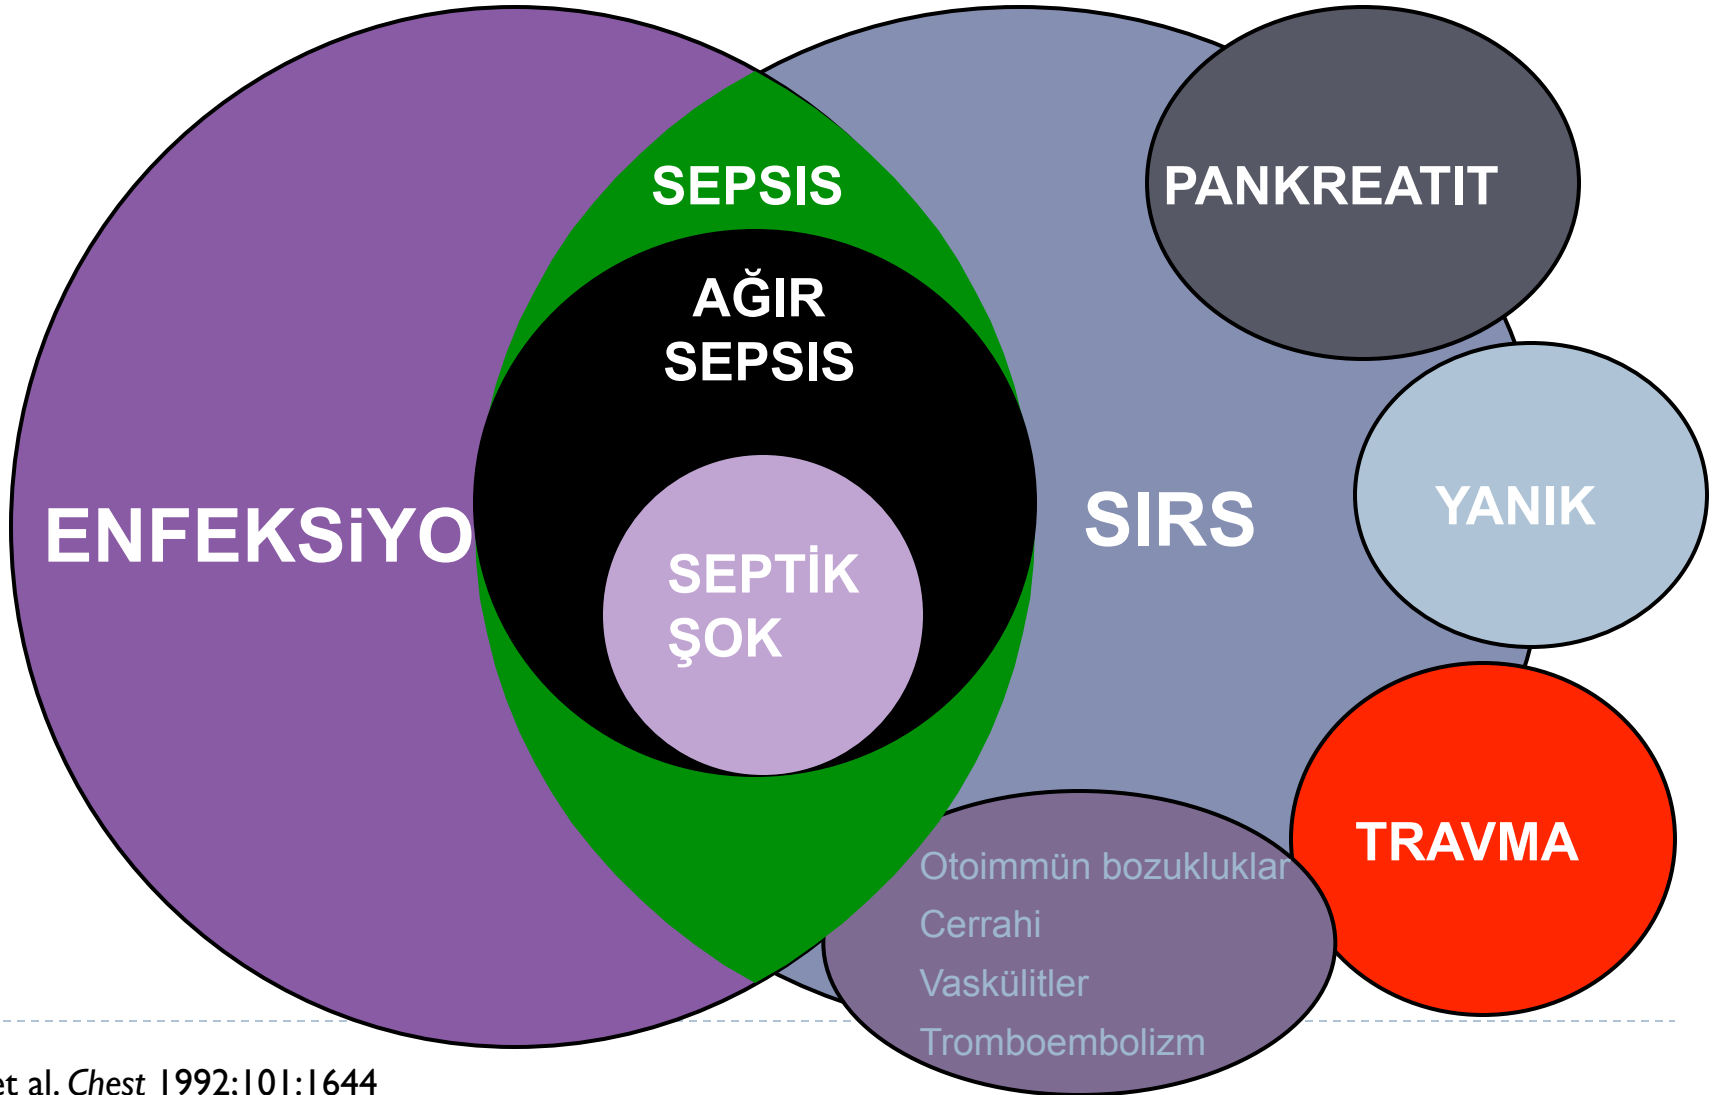 SEPSIS
AĞIR
SEPSIS
SEPTİK
ŞOK
ENFEKSiYO
SIRS
PANKREATIT
YANIK
TRAVMA
Otoimmün bozukluklar
Cerrahi
Vaskülitler
Tromboembolizm
et al. Chest 1992;101:1644